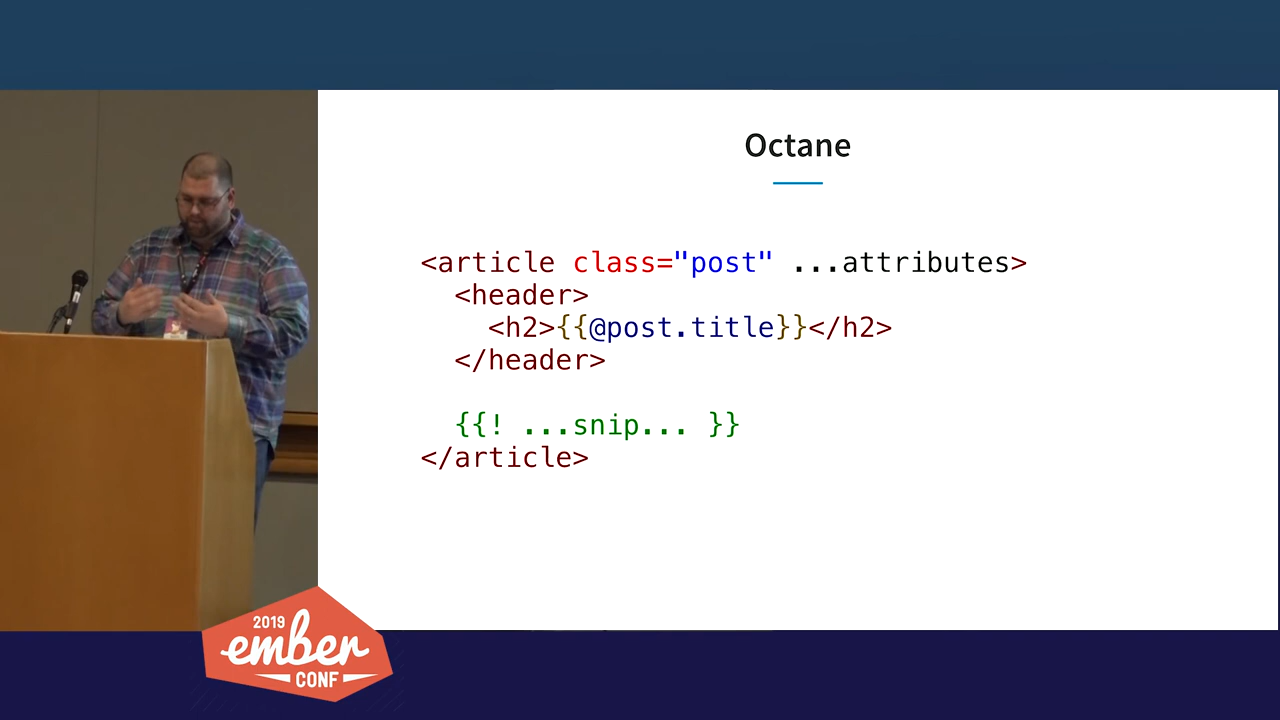 Octane
<article class="post" ...attributes>
  <header>
    <h2>{{@post.title}}</h2>
  </header>
  {{! ...snip... }}
</article>
2019
ember
CONF